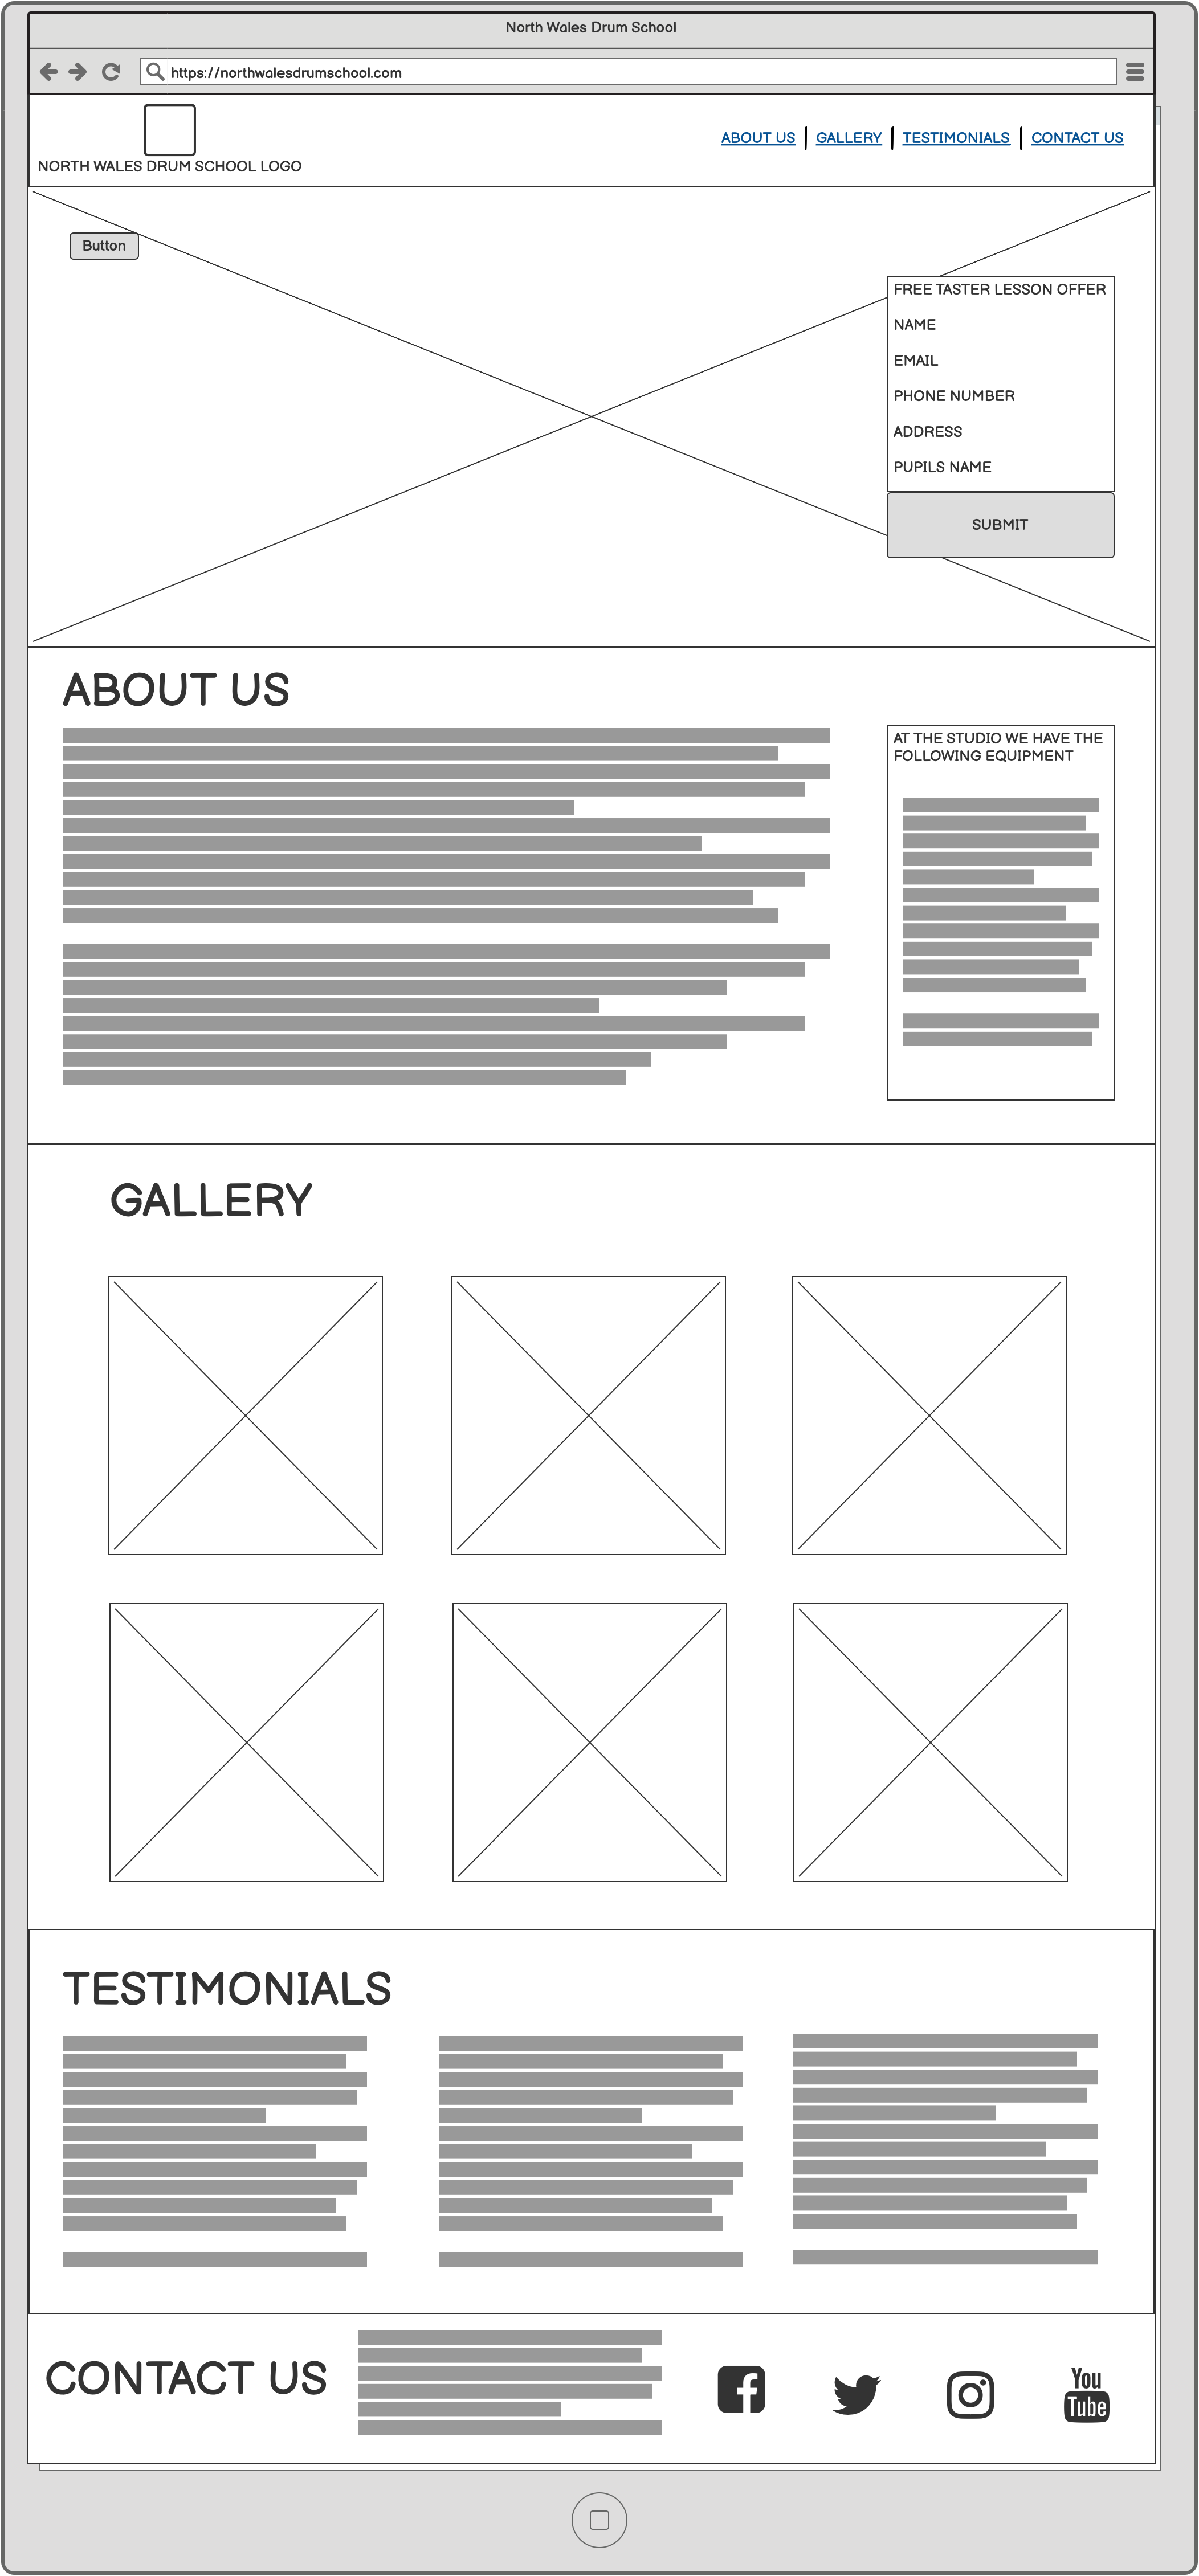 North Wales Drum School
https://northwalesdrumschool.com
NORTH WALES DRUM SCHOOL LOGO
ABOUT US
GALLERY
TESTIMONIALS
CONTACT US
Button
FREE TASTER LESSON OFFER
NAME
EMAIL
PHONE NUMBER
ADDRESS
PUPILS NAME
SUBMIT
ABOUT US
AT THE STUDIO WE HAVE THE
FOLLOWING EQUIPMENT
GALLERY
TESTIMONIALS
CONTACT US
You
Tube